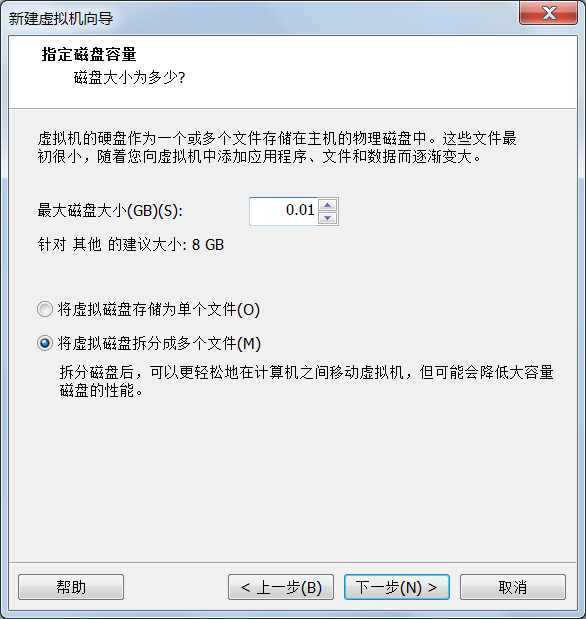 新建虚拟机向导
指定磁盘容量
磁盘大小为多少?
虚拟机的硬盘作为一个或多个文件存储在主机的物理磁盘中。这些文件最
初很小，随着您向虚拟机中添加应用程序、文件和数据而逐渐变大。
最大磁盘大小(GB)(S): 0.01
针对 其他 的建议大小: 8 GB
将虚拟磁盘存储为单个文件(O)
将虚拟磁盘拆分成多个文件(M)
拆分磁盘后，可以更轻松地在计算机之间移动虚拟机，但可能会降低大容量
磁盘的性能。
帮助 < 上一步(B) 下一步(N) > 取消